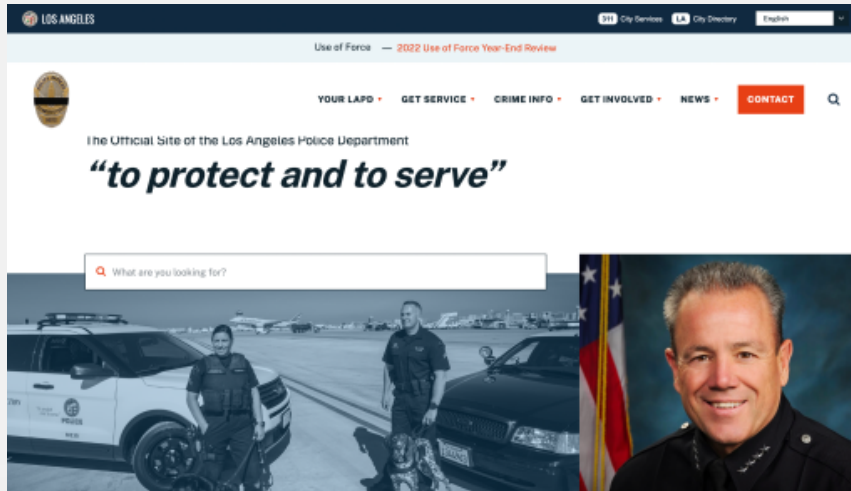 LOS ANGELES
311 City Services LA City Directory English
Use of Force — 2022 Use of Force Year-End Review
YOUR LAPD GET SERVICE CRIME INFO GET INVOLVED NEWS CONTACT
The Official Site of the Los Angeles Police Department
“to protect and to serve”
What are you looking for?
POLICE